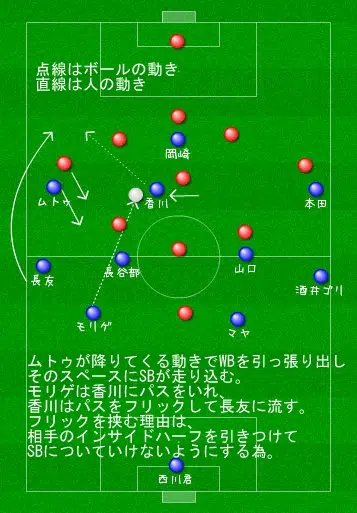 点線はボールの動き
直線は人の動き
岡崎
ムトゥ
香川
本田
長友
長谷部
山口
酒井ゴリ
モリゲ
マヤ
ムトゥが降りてくる動きでWBを引っ張り出し
そのスペースにSBが走り込む。
モリゲは香川にパスをいれ、
香川はパスをフリックして長友に流す。
フリックを挟む理由は、
相手のインサイドハーフを引きつけて
SBについていけないようにする為。
西川君